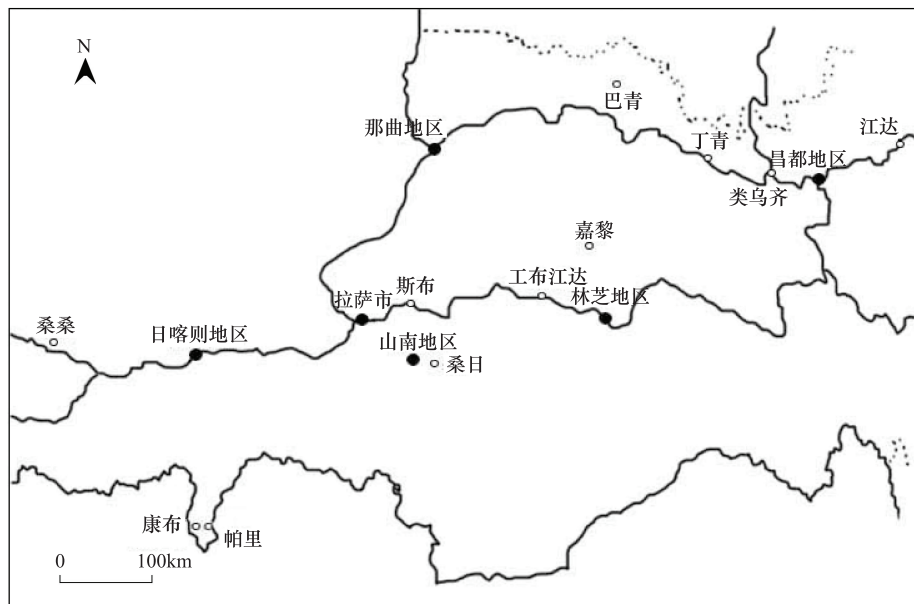 N
巴青
那曲地区
丁青
江达
昌都地区
类乌齐
嘉黎
斯布
工布江达
拉萨市
林芝地区
桑桑
日喀则地区
山南地区
桑日
康布
帕里
0
100km